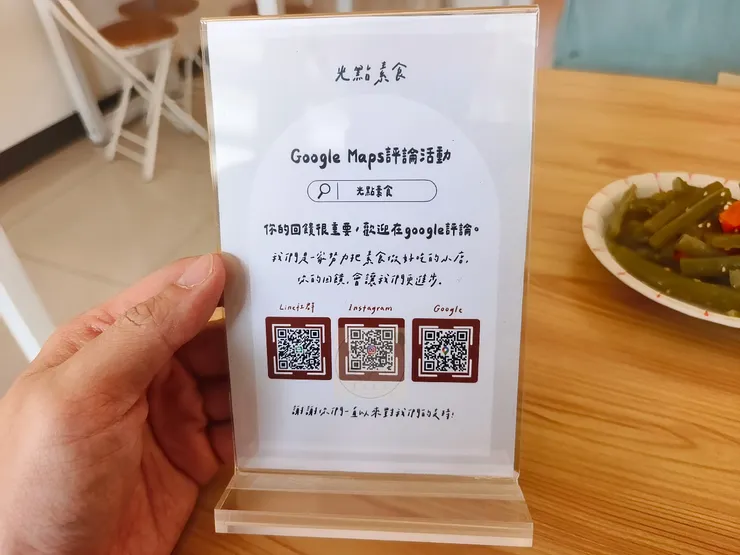 光點素食
Google Maps評論活動
光點素食
你的回饋很重要，歡迎在google評論。
我們是一家努力把素食做好吃的小店，
你的回饋，會讓我們更進步。
Line社群 Instagram Google
謝謝你們一直以來對我們的支持！